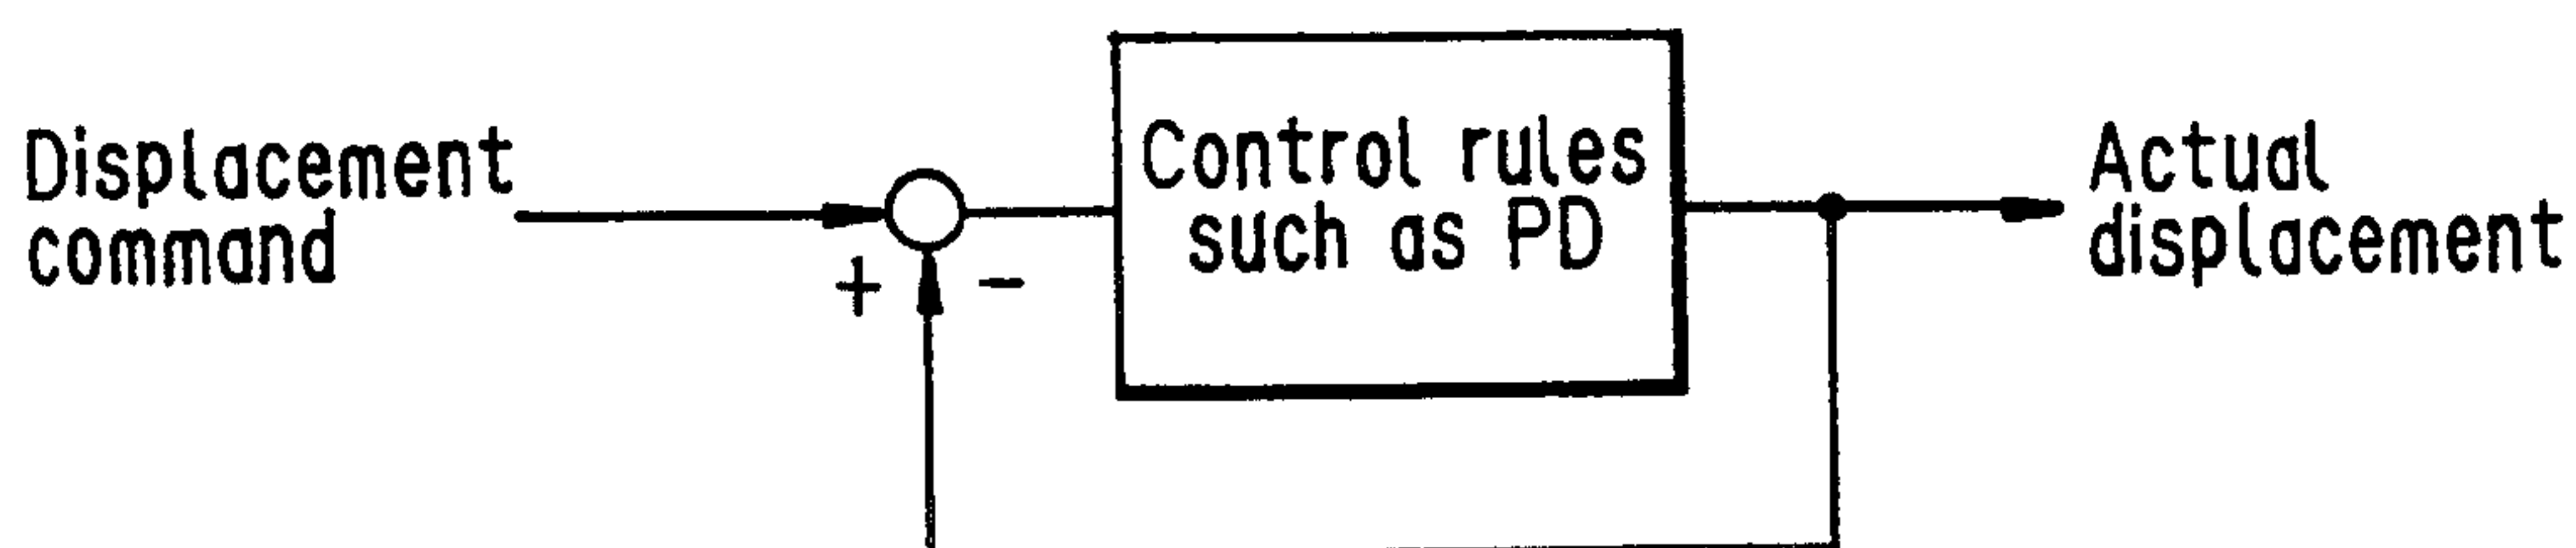 Displacement
command
+
-
Control rules
such as PD
Actual
displacement